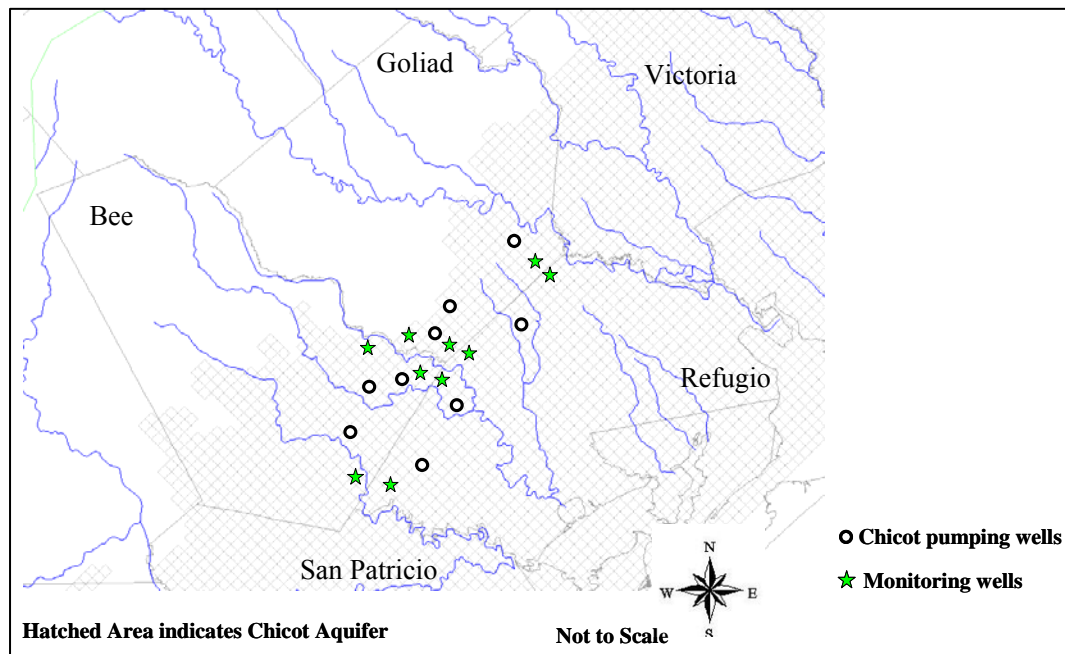 Goliad
Victoria
Bee
Refugio
San Patricio
Chicot pumping wells
Monitoring wells
N
W
E
S
Hatched Area indicates Chicot Aquifer
Not to Scale